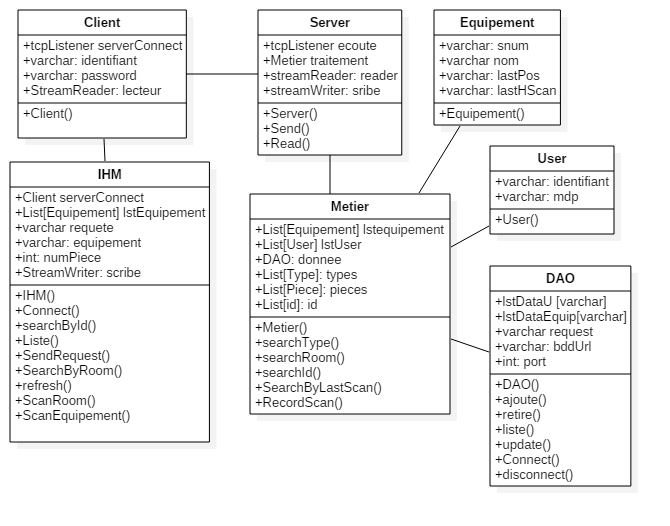 Client
+tcpListener serverConnect
+varchar: identifiant
+varchar: password
+StreamReader: lecteur
+Client()
Server
+tcpListener ecoute
+Metier traitement
+streamReader: reader
+streamWriter: sribe
+Server()
+Send()
+Read()
Equipement
+varchar: snum
+varchar nom
+varchar: lastPos
+varchar: lastHScan
+Equipement()
IHM
+Client serverConnect
+List[Equipement] lstEquipement
+varchar requete
+varchar: equipement
+int: numPiece
+StreamWriter: scribe
+IHM()
+Connect()
+searchById()
+Liste()
+SendRequest()
+SearchByRoom()
+refresh()
+ScanRoom()
+ScanEquipement()
Metier
+List[Equipement] lstequipement
+List[User] lstUser
+DAO: donnee
+List[Type]: types
+List[Piece]: pieces
+List[id]: id
+Metier()
+searchType()
+searchRoom()
+searchId()
+SearchByLastScan()
+RecordScan()
User
+varchar: identifiant
+varchar: mdp
+User()
DAO
+lstDataU [varchar]
+lstDataEquip[varchar]
+varchar request
+varchar: bddUrl
+int: port
+DAO()
+ajoute()
+retire()
+liste()
+update()
+Connect()
+disconnect()